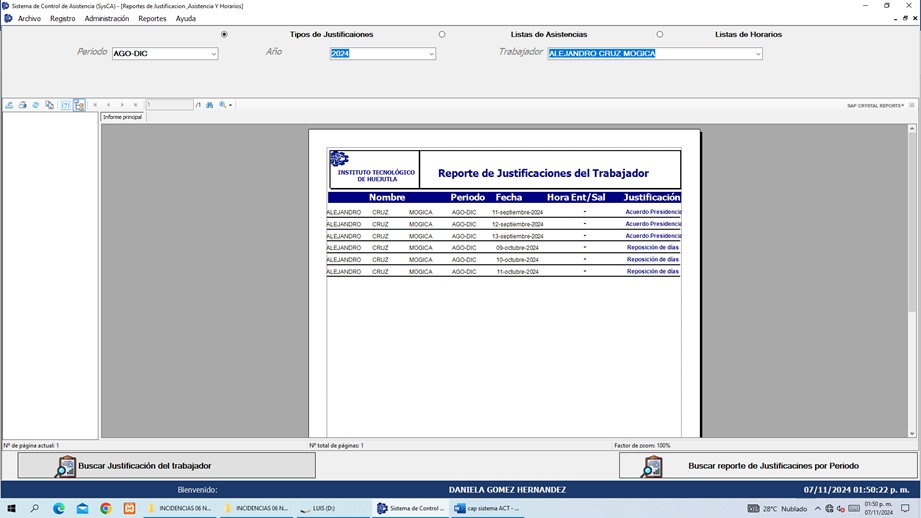 Sistema de Control de Asistencia (SysCA) - [Reportes de Justificacion _Asistencia Y Horarios]
Archivo Registro Administración Reportes Ayuda
Tipos de Justificaiones Listas de Asistencias Listas de Horarios
Periodo AGO-DIC Año 2024 Trabajador ALEJANDRO CRUZ MOGICA
1 /1 SAP CRYSTAL REPORTS®
Informe principal
INSTITUTO TECNOLÓGICO
DE HUEJUTLA
Reporte de Justificaciones del Trabajador
Nombre Periodo Fecha Hora Ent/Sal Justificación
ALEJANDRO CRUZ MOGICA AGO-DIC 11-septiembre-2024 - Acuerdo Presidencia
ALEJANDRO CRUZ MOGICA AGO-DIC 12-septiembre-2024 - Acuerdo Presidencia
ALEJANDRO CRUZ MOGICA AGO-DIC 13-septiembre-2024 - Acuerdo Presidencia
ALEJANDRO CRUZ MOGICA AGO-DIC 09-octubre-2024 - Reposición de días
ALEJANDRO CRUZ MOGICA AGO-DIC 10-octubre-2024 - Reposición de días
ALEJANDRO CRUZ MOGICA AGO-DIC 11-octubre-2024 - Reposición de días
Nº de página actual: 1 Nº total de páginas: 1 Factor de zoom: 100%
Buscar Justificación del trabajador Buscar reporte de Justificacines por Periodo
Bienvenido: DANIELA GOMEZ HERNANDEZ 07/11/2024 01:50:22 p. m.
INCIDENCIAS 06 N... INCIDENCIAS 06 N... LUIS (D:) Sistema de Control ... cap sistema ACT - ... 28°C Nublado 01:50 p. m.
07/11/2024